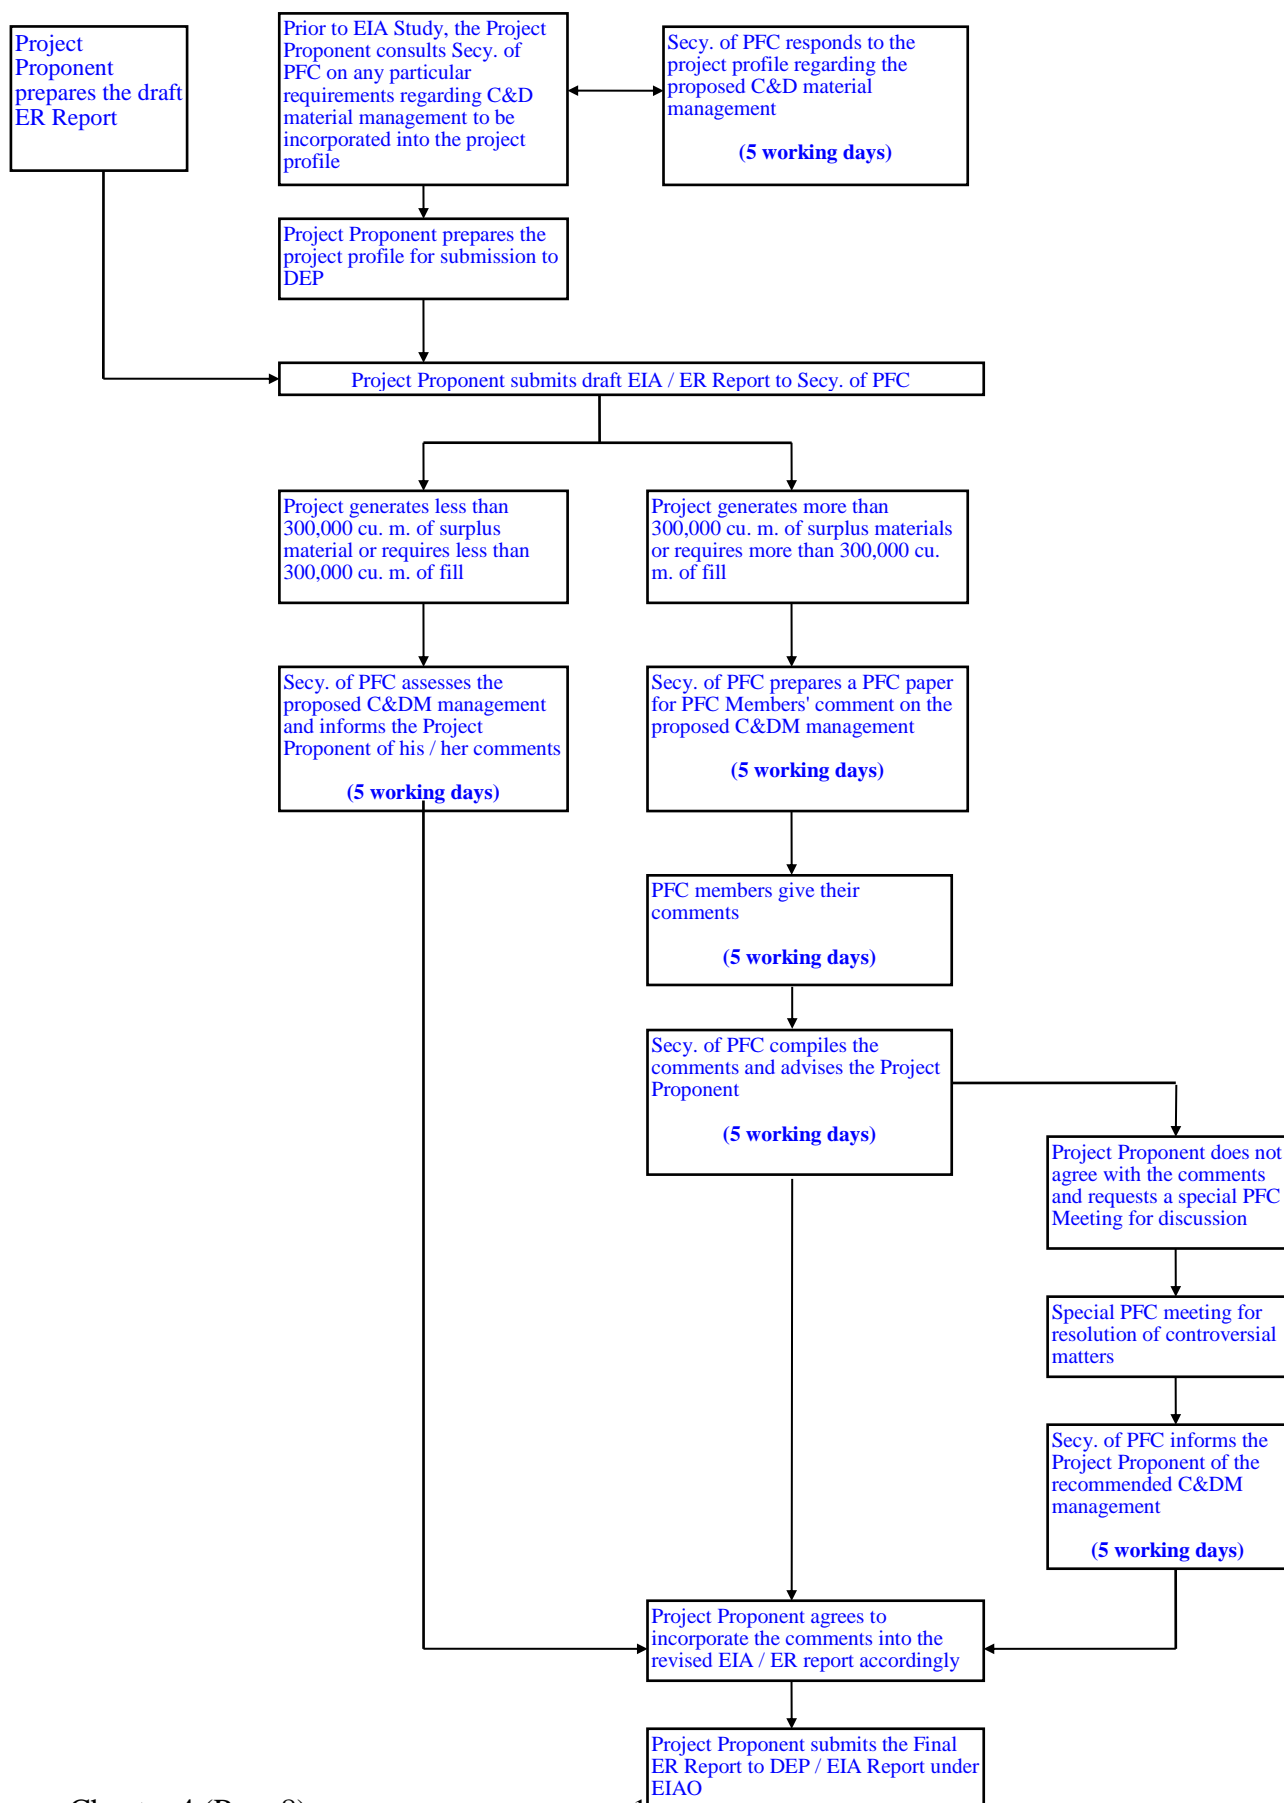 Project
Proponent
prepares the draft
ER Report
Prior to EIA Study, the Project
Proponent consults Secy. of
PFC on any particular
requirements regarding C&D
material management to be
incorporated into the project
profile
Secy. of PFC responds to the
project profile regarding the
proposed C&D material
management
(5 working days)
Project Proponent prepares the
project profile for submission to
DEP
Project Proponent submits draft EIA / ER Report to Secy. of PFC
Project generates less than
300,000 cu. m. of surplus
material or requires less than
300,000 cu. m. of fill
Project generates more than
300,000 cu. m. of surplus materials
or requires more than 300,000 cu.
m. of fill
Secy. of PFC assesses the
proposed C&DM management
and informs the Project
Proponent of his / her comments
(5 working days)
Secy. of PFC prepares a PFC paper
for PFC Members' comment on the
proposed C&DM management
(5 working days)
PFC members give their
comments
(5 working days)
Secy. of PFC compiles the
comments and advises the Project
Proponent
(5 working days)
Project Proponent does not
agree with the comments
and requests a special PFC
Meeting for discussion
Special PFC meeting for
resolution of controversial
matters
Secy. of PFC informs the
Project Proponent of the
recommended C&DM
management
(5 working days)
Project Proponent agrees to
incorporate the comments into the
revised EIA / ER report accordingly
Project Proponent submits the Final
ER Report to DEP / EIA Report under
EIAO